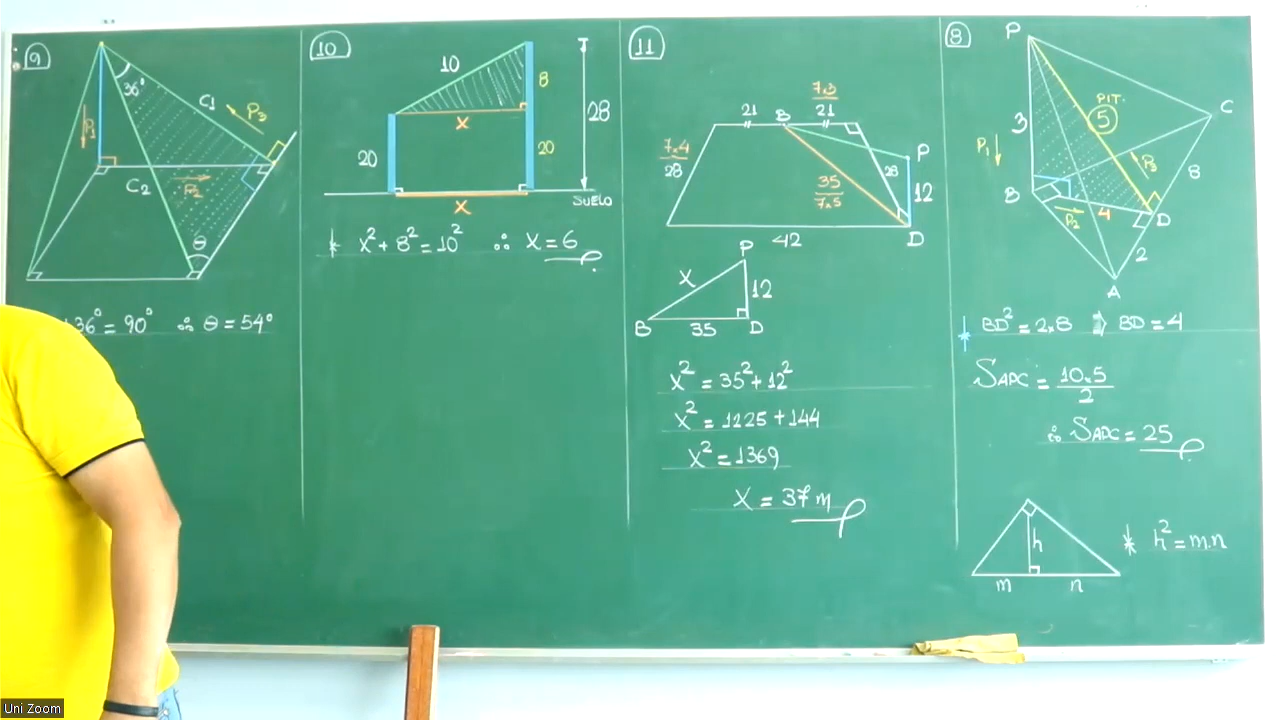 9
36°
C1
P3
P1
C2
P2
θ
36° = 90° ∴ θ = 54°
10
10
8
x
28
20
20
x
SUELO
* x² + 8² = 10² ∴ x = 6
11
7.3
21 B 21
7.4
28
35
7.5
28
P
12
42
D
P
x
12
B 35 D
x² = 35² + 12²
x² = 1225 + 144
x² = 1369
x = 37 m
8
P
C
PIT.
5
3
P1
P3
8
B
P2
4
D
2
A
* BD² = 2×8 ⇒ BD = 4
SAPC = 10.5
2
∴ SAPC = 25
h
m n
* h² = m.n
Uni Zoom